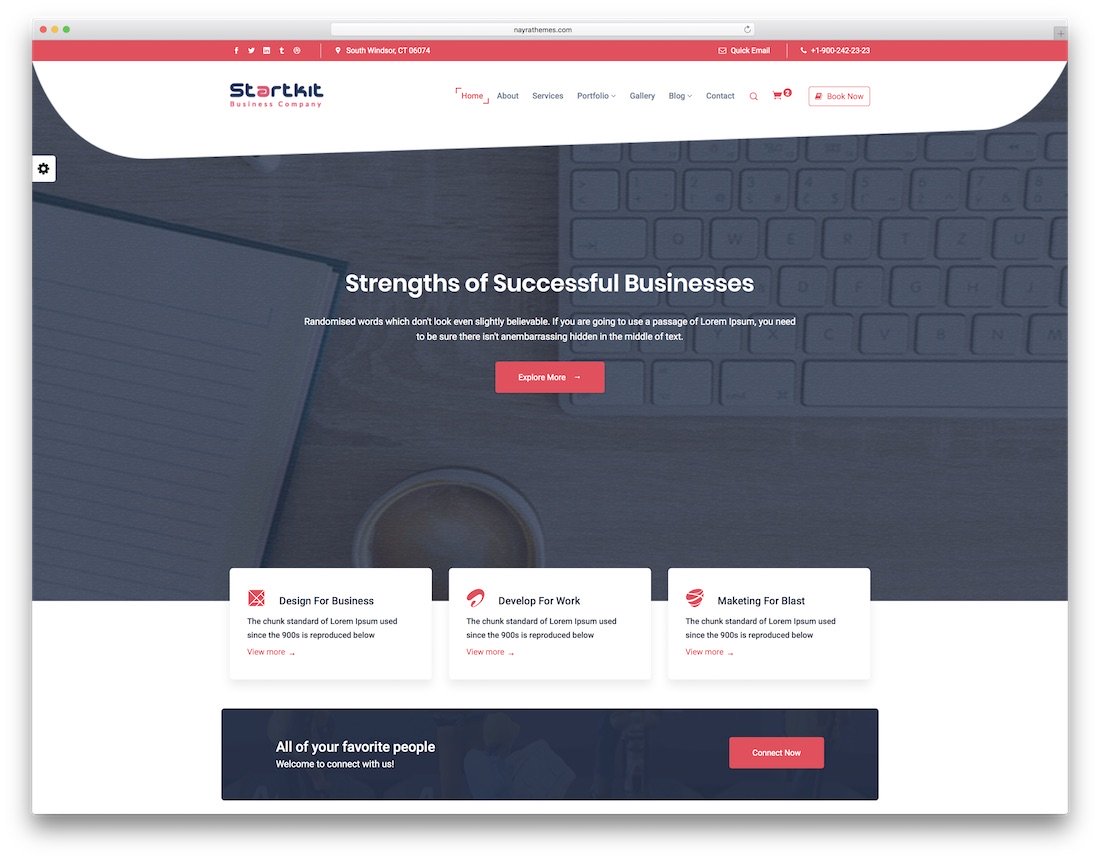 nayrathemes.com
South Windsor, CT 06074
Quick Email
+1-900-242-23-23
Startkit
Business Company
Home
About
Services
Portfolio
Gallery
Blog
Contact
2
Book Now
Strengths of Successful Businesses
Randomised words which don't look even slightly believable. If you are going to use a passage of Lorem Ipsum, you need
to be sure there isn't anembarrassing hidden in the middle of text.
Explore More →
Design For Business
The chunk standard of Lorem Ipsum used
since the 900s is reproduced below
View more →
Develop For Work
The chunk standard of Lorem Ipsum used
since the 900s is reproduced below
View more →
Maketing For Blast
The chunk standard of Lorem Ipsum used
since the 900s is reproduced below
View more →
All of your favorite people
Welcome to connect with us!
Connect Now